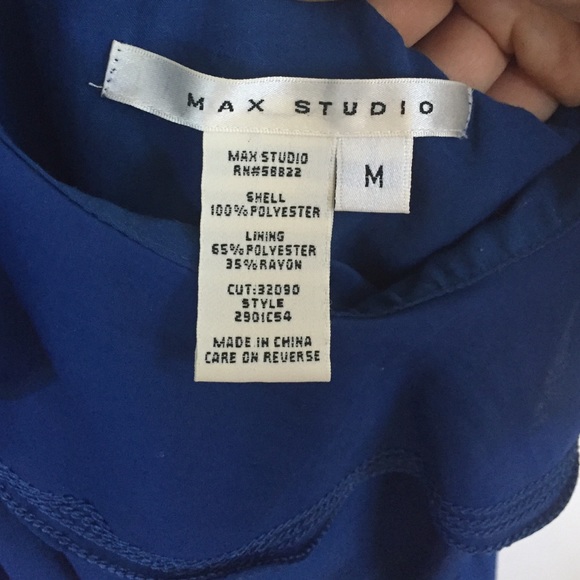 MAX STUDIO
MAX STUDIO
RN#58822
M
SHELL
100%POLYESTER
LINING
65%POLYESTER
35%RAYON
CUT:32090
STYLE
2901C54
MADE IN CHINA
CARE ON REVERSE